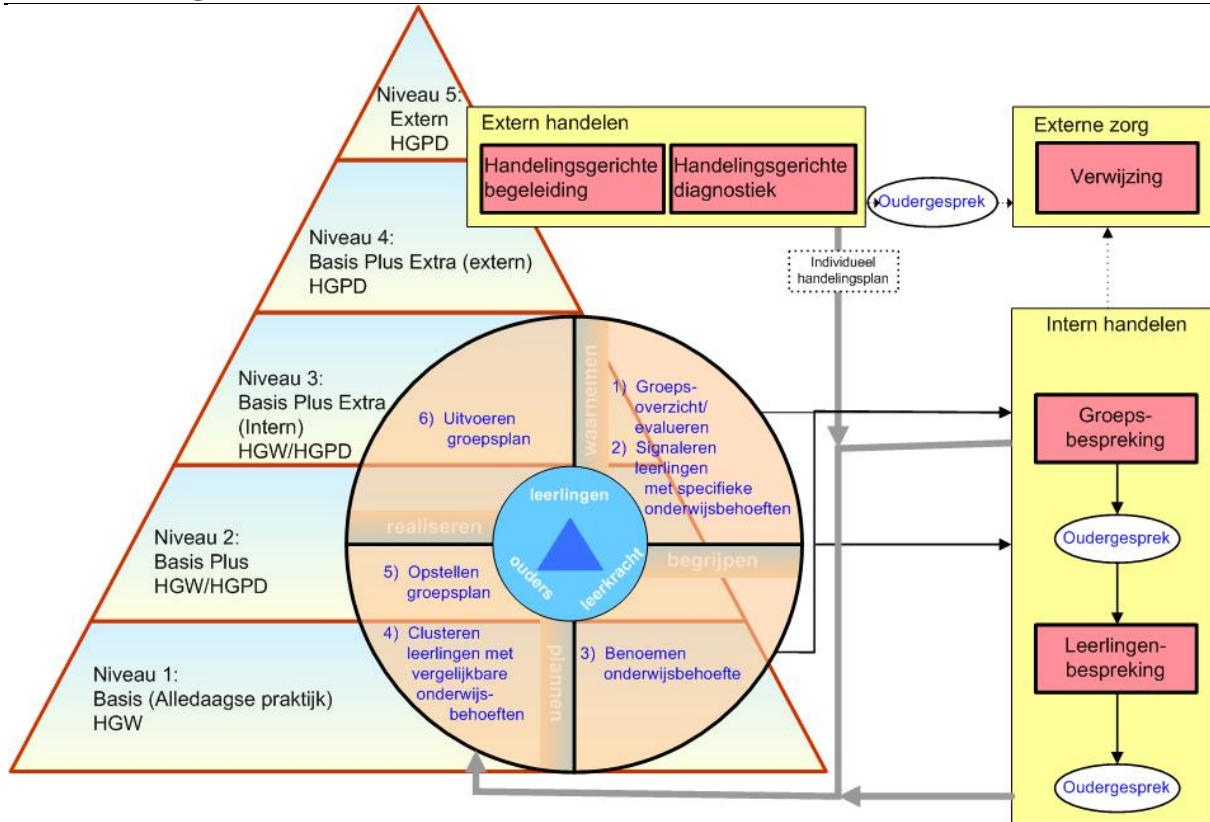 Niveau 5:
Extern
HGPD
Niveau 4:
Basis Plus Extra (extern)
HGPD
Niveau 3:
Basis Plus Extra
(Intern)
HGW/HGPD
Niveau 2:
Basis Plus
HGW/HGPD
Niveau 1:
Basis (Alledaagse praktijk)
HGW
Extern handelen
Handelingsgerichte
begeleiding
Handelingsgerichte
diagnostiek
Oudergesprek
Externe zorg
Verwijzing
Individueel
handelingsplan
waarnemen
1) Groeps-
overzicht/
evalueren
2) Signaleren
leerlingen
met specifieke
onderwijsbehoeften
begrijpen
3) Benoemen
onderwijsbehoefte
plannen
4) Clusteren
leerlingen met
vergelijkbare
onderwijs-
behoeften
5) Opstellen
groepsplan
realiseren
6) Uitvoeren
groepsplan
leerlingen
ouders
leerkracht
Intern handelen
Groeps-
bespreking
Oudergesprek
Leerlingen-
bespreking
Oudergesprek